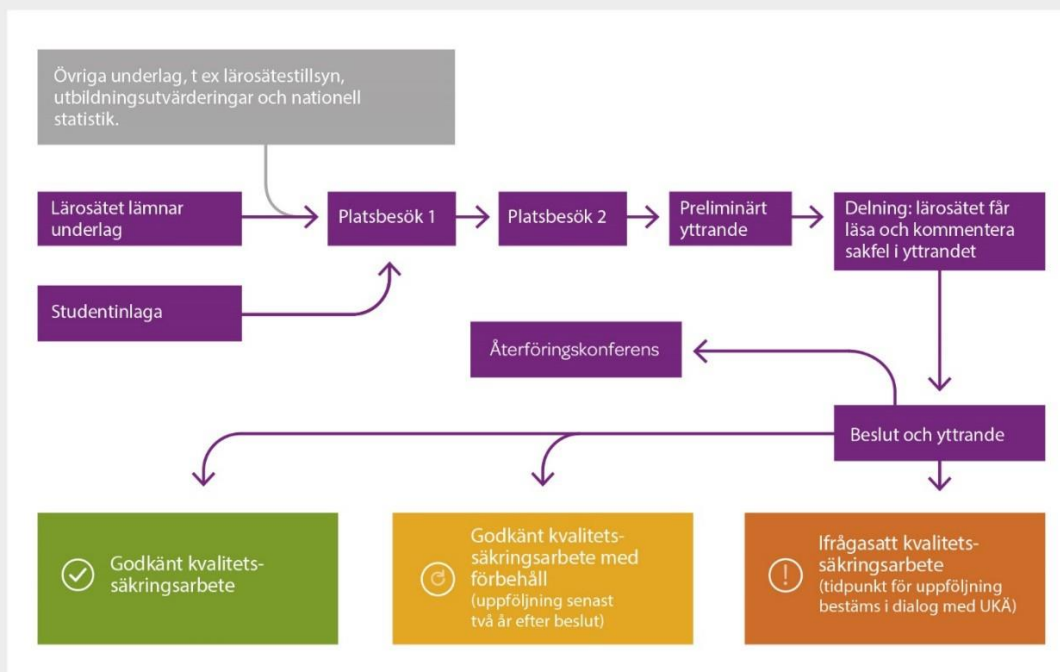 Övriga underlag, t ex lärosätestillsyn,
utbildningsutvärderingar och nationell
statistik.
Lärosätet lämnar
underlag
Platsbesök 1
Platsbesök 2
Preliminärt
yttrande
Delning: lärosätet får
läsa och kommentera
sakfel i yttrandet
Studentinlaga
Återföringskonferens
Beslut och yttrande
Godkänt kvalitets-
säkringsarbete
Godkänt kvalitets-
säkringsarbete med
förbehåll
(uppföljning senast
två år efter beslut)
Ifrågasatt kvalitets-
säkringsarbete
(tidpunkt för uppföljning
bestäms i dialog med UKÄ)